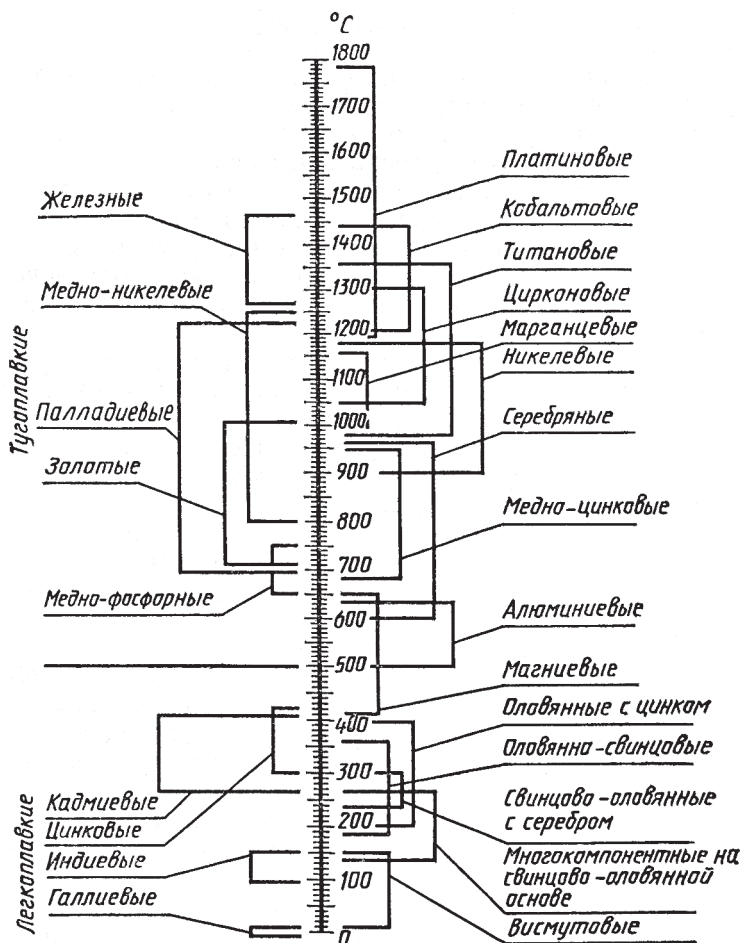 °C
1800
1700
1600
1500
1400
1300
1200
1100
1000
900
800
700
600
500
400
300
200
100
0
Тугоплавкие
Железные
Медно-никелевые
Палладиевые
Золотые
Медно-фосфорные
Легкоплавкие
Кадмиевые
Цинковые
Индиевые
Галлиевые
Платиновые
Кобальтовые
Титановые
Цирконовые
Марганцевые
Никелевые
Серебряные
Медно-цинковые
Алюминиевые
Магниевые
Оловянные с цинком
Оловянно-свинцовые
Свинцово-оловянные
с серебром
Многокомпонентные на
свинцово-оловянной
основе
Висмутовые